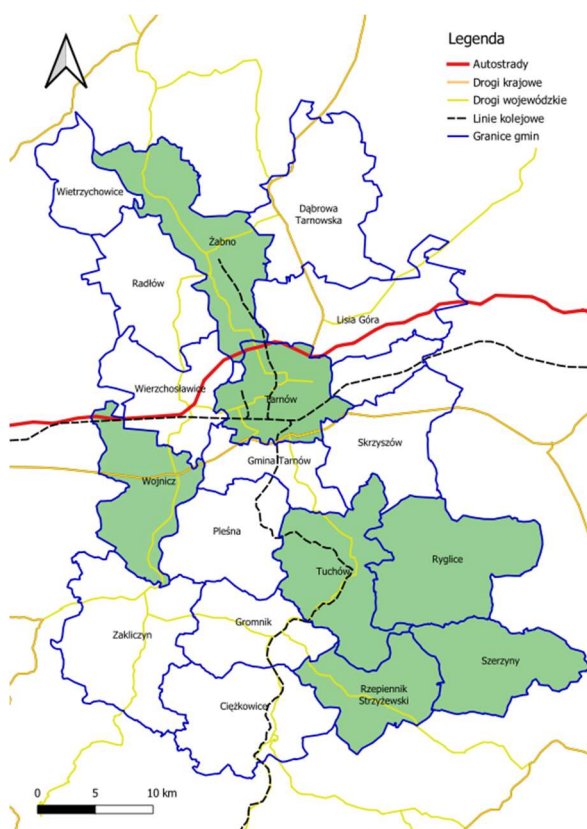 Legenda
Autostrady
Drogi krajowe
Drogi wojewódzkie
Linie kolejowe
Granice gmin
Wietrzychowice
Dąbrowa
Tarnowska
Żabno
Radłów
Lisia Góra
Wierzchosławice
Tarnów
Skrzyszów
Gmina Tarnów
Wojnicz
Pleśna
Ryglice
Tuchów
Gromnik
Zakliczyn
Szerzyny
Rzepiennik
Strzyżewski
Ciężkowice
0 5 10 km